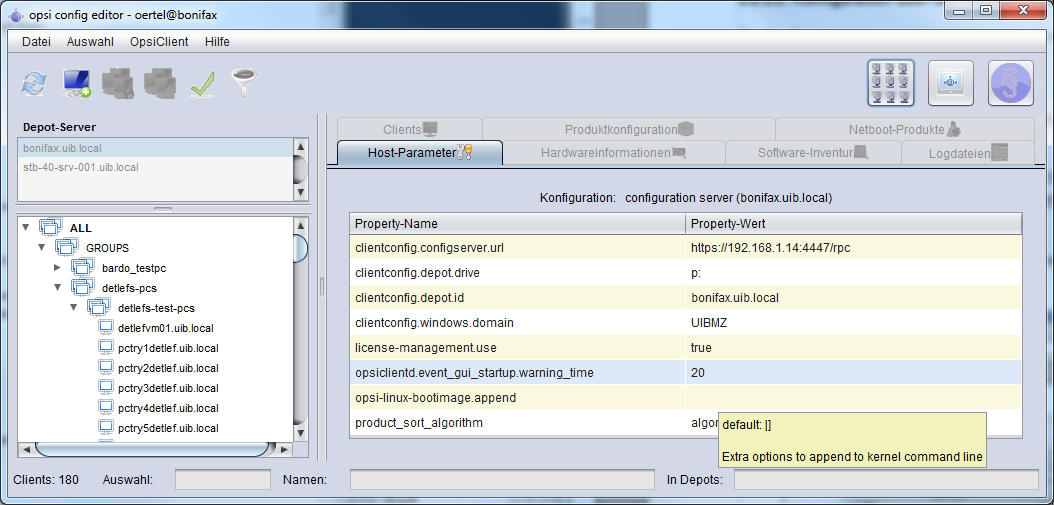 opsi config editor - oertel@bonifax
Datei Auswahl OpsiClient Hilfe
Depot-Server
bonifax.uib.local
stb-40-srv-001.uib.local
ALL
GROUPS
bardo_testpc
detlefs-pcs
detlefs-test-pcs
detlefvm01.uib.local
pctry1detlef.uib.local
pctry2detlef.uib.local
pctry3detlef.uib.local
pctry4detlef.uib.local
pctry5detlef.uib.local
Clients Produktkonfiguration Netboot-Produkte
Host-Parameter Hardwareinformationen Software-Inventur Logdateien
Konfiguration: configuration server (bonifax.uib.local)
Property-Name Property-Wert
clientconfig.configserver.url https://192.168.1.14:4447/rpc
clientconfig.depot.drive p:
clientconfig.depot.id bonifax.uib.local
clientconfig.windows.domain UIBMZ
license-management.use true
opsiclientd.event_gui_startup.warning_time 20
opsi-linux-bootimage.append
product_sort_algorithm algor
default: []
Extra options to append to kernel command line
Clients: 180 Auswahl: Namen: In Depots: